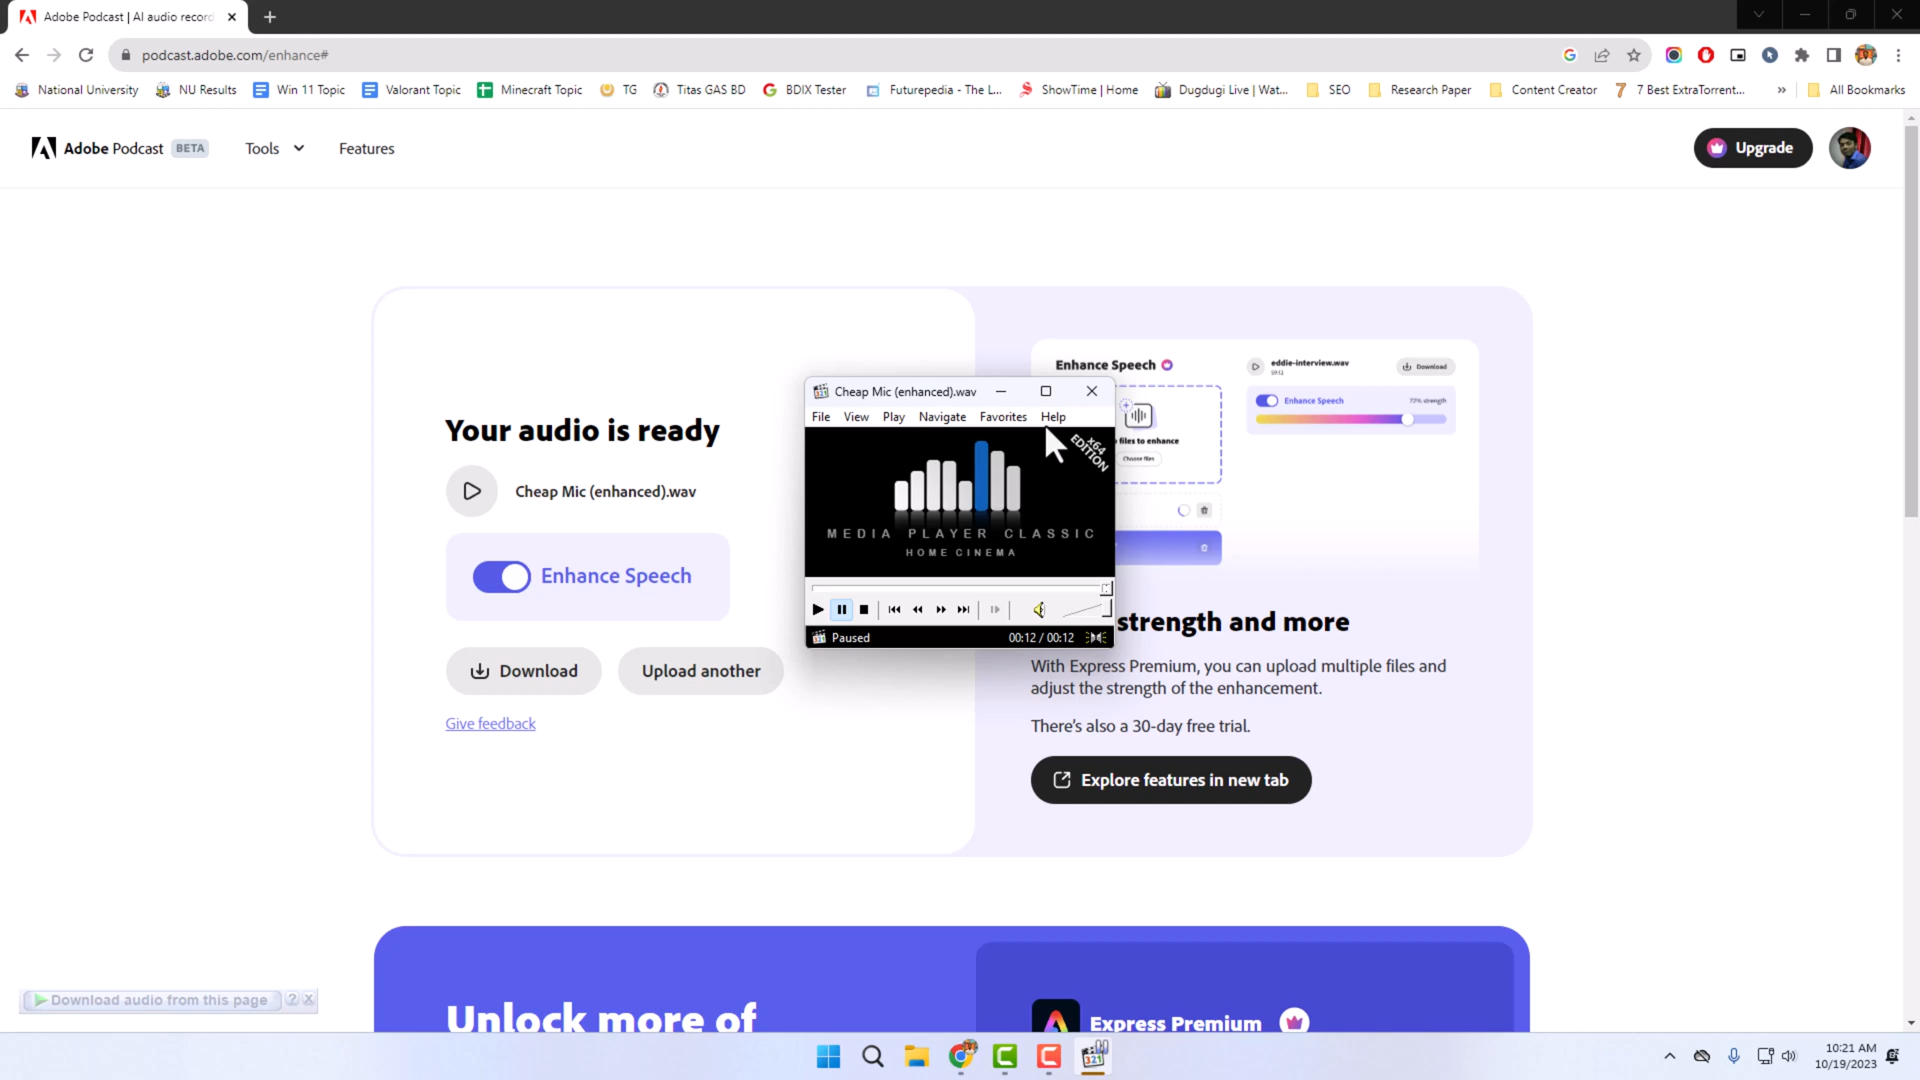 Adobe Podcast | AI audio record
podcast.adobe.com/enhance#
National University
NU Results
Win 11 Topic
Valorant Topic
Minecraft Topic
TG
Titas GAS BD
BDIX Tester
Futurepedia - The L...
ShowTime | Home
Dugdugi Live | Wat...
SEO
Research Paper
Content Creator
7 Best ExtraTorrent...
All Bookmarks
Adobe Podcast BETA
Tools
Features
Upgrade
Your audio is ready
Cheap Mic (enhanced).wav
Enhance Speech
Download
Upload another
Give feedback
Cheap Mic (enhanced).wav
File View Play Navigate Favorites Help
x64
EDITION
MEDIA PLAYER CLASSIC
HOME CINEMA
Paused
00:12 / 00:12
Enhance Speech
files to enhance
Choose files
eddie-interview.wav
Download
Enhance Speech
strength and more
With Express Premium, you can upload multiple files and
adjust the strength of the enhancement.
There's also a 30-day free trial.
Explore features in new tab
Unlock more of
Express Premium
Download audio from this page
321
10:21 AM
10/19/2023